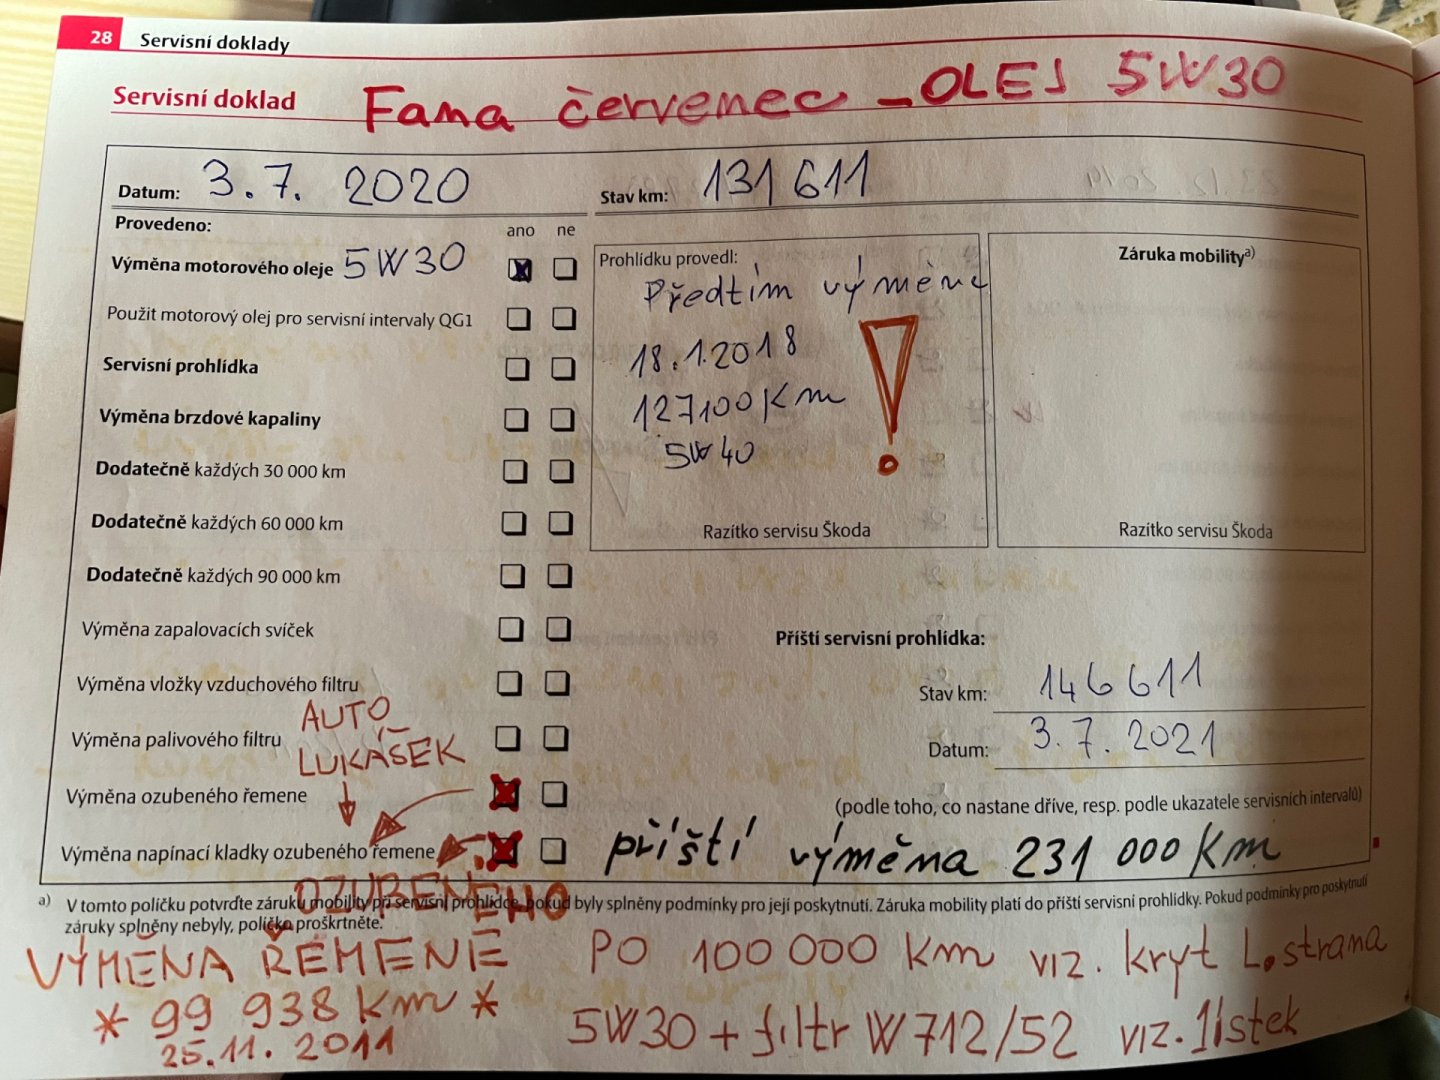 28 Servisní doklady
Servisní doklad Fama červenec - OLEJ 5W30
Datum: 3.7. 2020 Stav km: 131 611
Provedeno: ano ne
Výměna motorového oleje 5W30
Použit motorový olej pro servisní intervaly QG1
Servisní prohlídka
Výměna brzdové kapaliny
Dodatečně každých 30 000 km
Dodatečně každých 60 000 km
Dodatečně každých 90 000 km
Výměna zapalovacích svíček
Výměna vložky vzduchového filtru
AUTO
Výměna palivového filtru LUKÁŠEK
Výměna ozubeného řemene
Výměna napínací kladky ozubeného řemene
Prohlídku provedl:
Předtím výměna
18.1.2018
127100 Km
5W40
!
Razítko servisu Škoda
Záruka mobility a)
Razítko servisu Škoda
Příští servisní prohlídka:
Stav km: 146 611
Datum: 3.7. 2021
(podle toho, co nastane dříve, resp. podle ukazatele servisních intervalů)
příští výměna 231 000 Km
a) V tomto políčku potvrďte záruku mobility při servisní prohlídce, pokud byly splněny podmínky pro její poskytnutí. Záruka mobility platí do příští servisní prohlídky. Pokud podmínky pro poskytnutí
záruky splněny nebyly, políčko proškrtněte.
OZUBENÉHO
VÝMĚNA ŘEMENE PO 100 000 Km viz. kryt L. strana
* 99 938 Km * 5W30 + filtr W712/52 viz. lístek
25.11. 2011